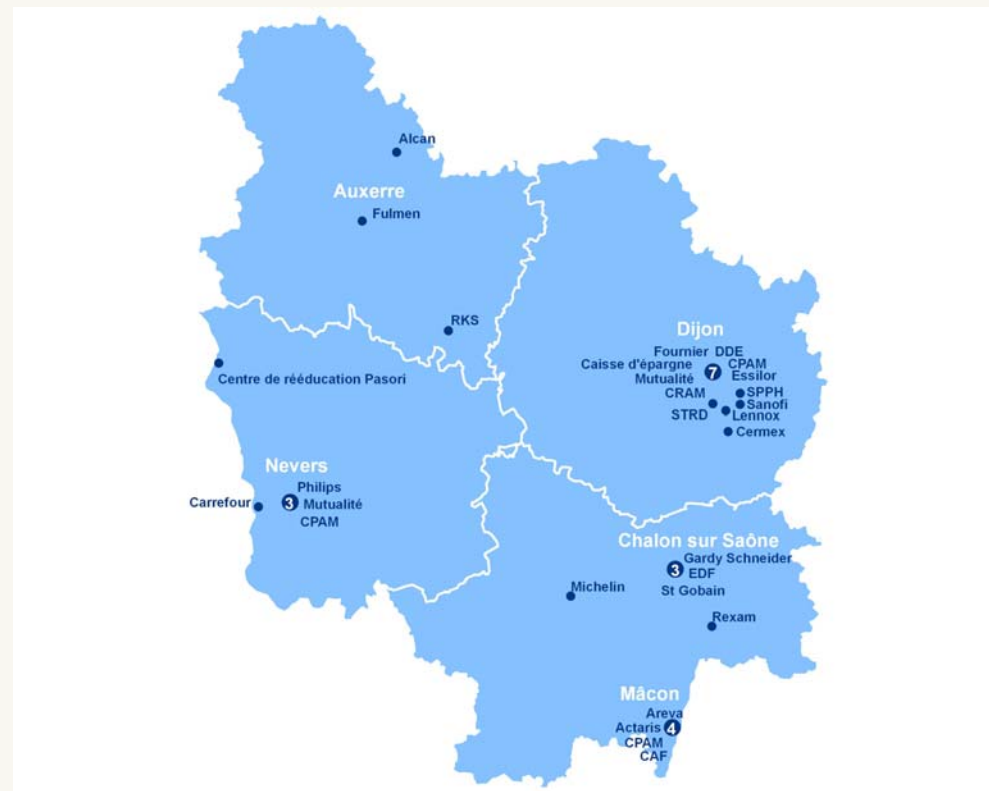 Alcan
Auxerre
Fulmen
RKS
Centre de rééducation Pasori
Dijon
Fournier DDE
Caisse d'épargne
CPAM
Mutualité
7
Essilor
CRAM
SPPH
Sanofi
STRD
Lennox
Cermex
Nevers
Philips
Carrefour
3
Mutualité
CPAM
Chalon sur Saône
Gardy Schneider
3
EDF
St Gobain
Michelin
Rexam
Mâcon
Areva
Actaris
4
CPAM
CAF